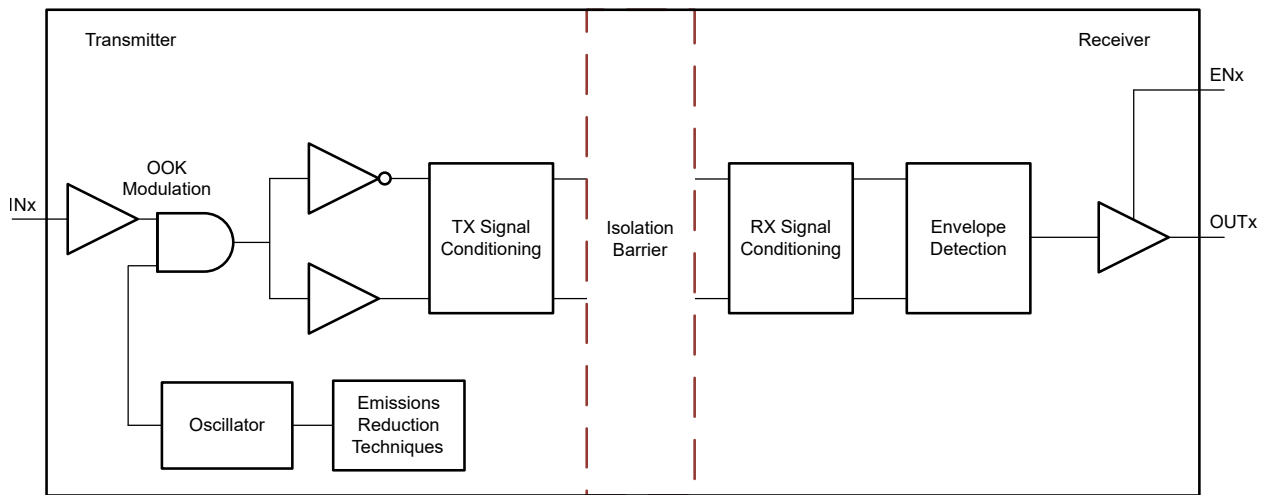 Transmitter
Receiver
ENx
OOK
Modulation
INx
TX Signal
Conditioning
Isolation
Barrier
RX Signal
Conditioning
Envelope
Detection
OUTx
Oscillator
Emissions
Reduction
Techniques